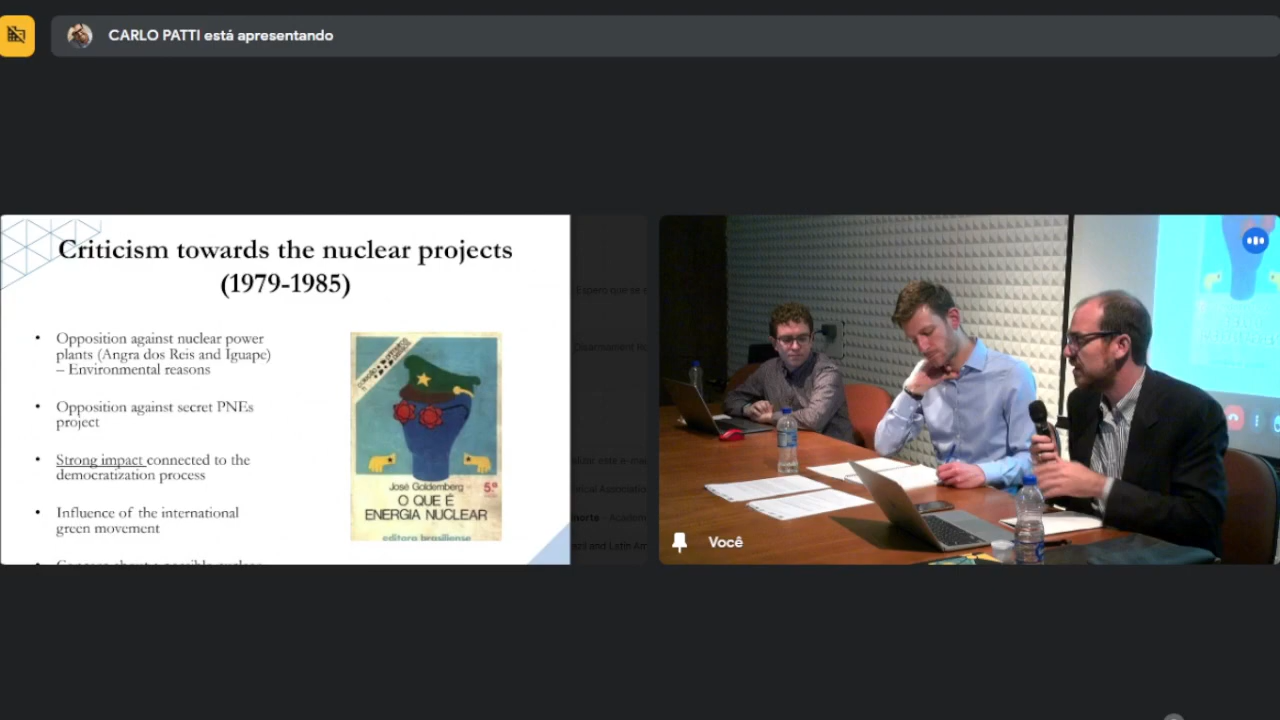 CARLO PATTI está apresentando
Criticism towards the nuclear projects
(1979-1985)
• Opposition against nuclear power
plants (Angra dos Reis and Iguape)
– Environmental reasons
• Opposition against secret PNEs
project
• Strong impact connected to the
democratization process
• Influence of the international
green movement
José Goldemberg
5.ª
O QUE É
ENERGIA NUCLEAR
editora brasiliense
Você